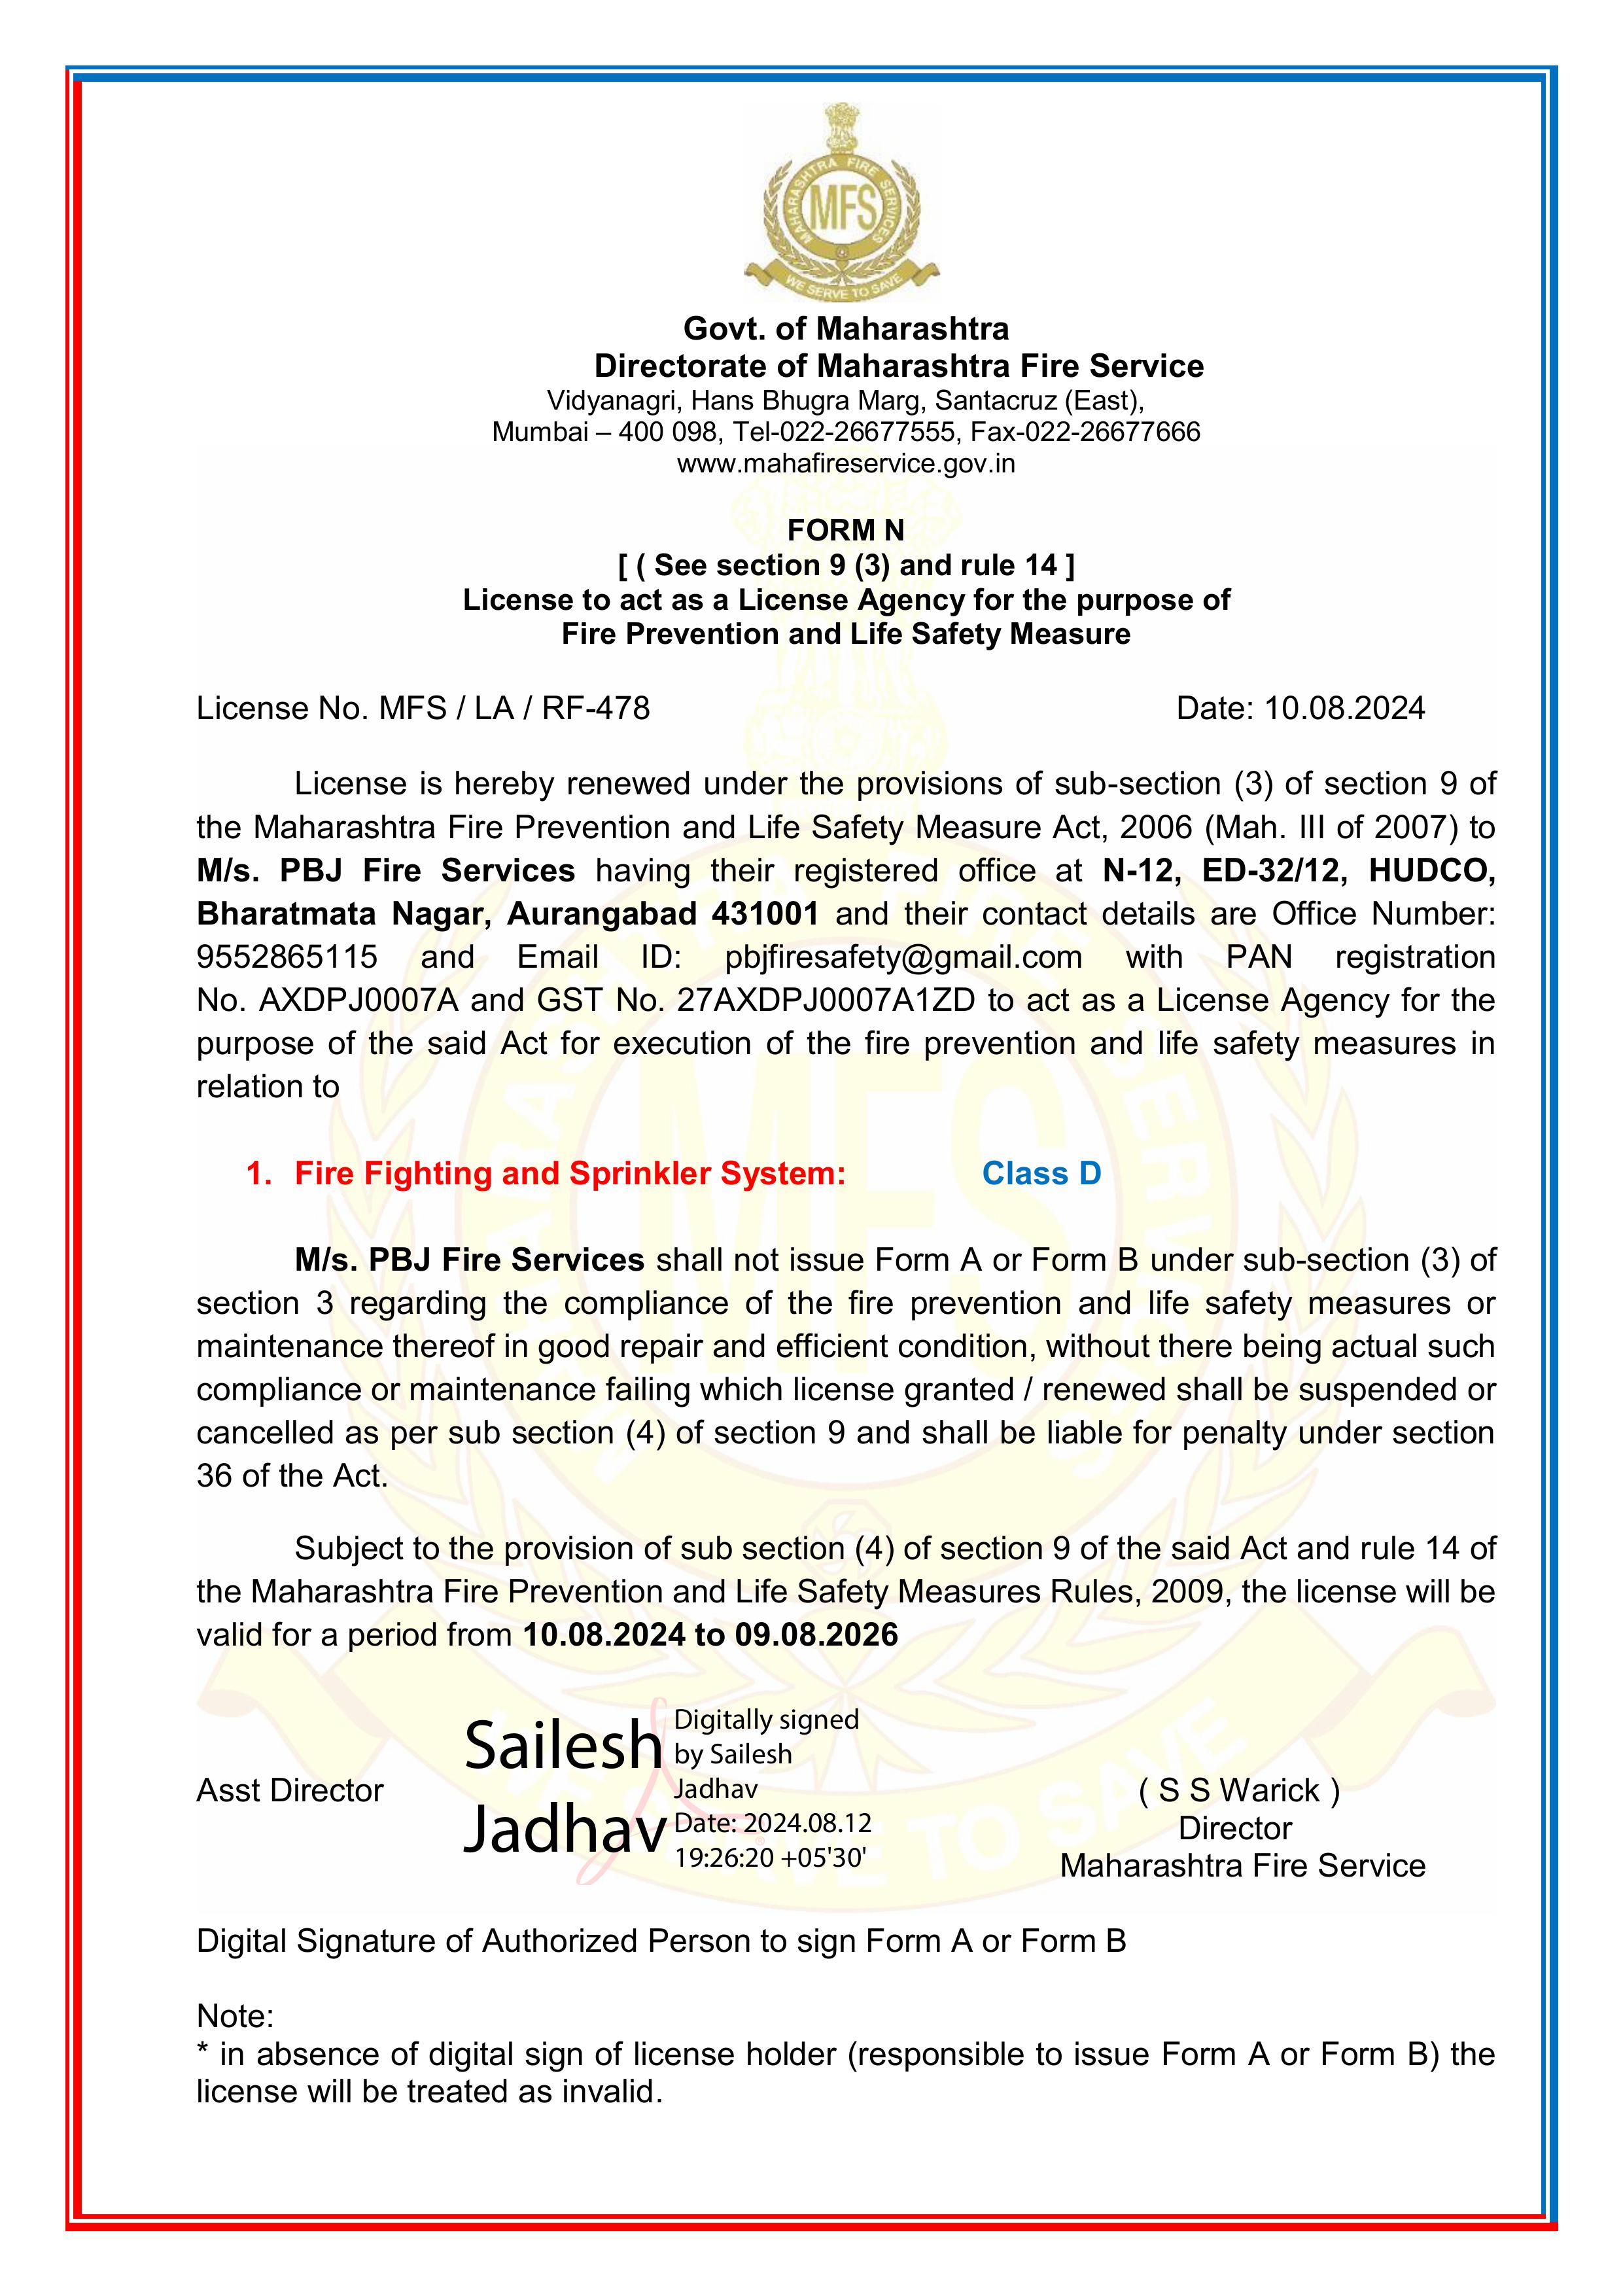 MAHARASHTRA FIRE SERVICES
MFS
WE SERVE TO SAVE
Govt. of Maharashtra
Directorate of Maharashtra Fire Service
Vidyanagri, Hans Bhugra Marg, Santacruz (East),
Mumbai – 400 098, Tel-022-26677555, Fax-022-26677666
www.mahafireservice.gov.in
FORM N
[ ( See section 9 (3) and rule 14 ]
License to act as a License Agency for the purpose of
Fire Prevention and Life Safety Measure
License No. MFS / LA / RF-478 Date: 10.08.2024
License is hereby renewed under the provisions of sub-section (3) of section 9 of
the Maharashtra Fire Prevention and Life Safety Measure Act, 2006 (Mah. III of 2007) to
M/s. PBJ Fire Services having their registered office at N-12, ED-32/12, HUDCO,
Bharatmata Nagar, Aurangabad 431001 and their contact details are Office Number:
9552865115 and Email ID: pbjfiresafety@gmail.com with PAN registration
No. AXDPJ0007A and GST No. 27AXDPJ0007A1ZD to act as a License Agency for the
purpose of the said Act for execution of the fire prevention and life safety measures in
relation to
1. Fire Fighting and Sprinkler System: Class D
M/s. PBJ Fire Services shall not issue Form A or Form B under sub-section (3) of
section 3 regarding the compliance of the fire prevention and life safety measures or
maintenance thereof in good repair and efficient condition, without there being actual such
compliance or maintenance failing which license granted / renewed shall be suspended or
cancelled as per sub section (4) of section 9 and shall be liable for penalty under section
36 of the Act.
Subject to the provision of sub section (4) of section 9 of the said Act and rule 14 of
the Maharashtra Fire Prevention and Life Safety Measures Rules, 2009, the license will be
valid for a period from 10.08.2024 to 09.08.2026
Sailesh
Jadhav
Digitally signed
by Sailesh
Jadhav
Date: 2024.08.12
19:26:20 +05'30'
Asst Director
( S S Warick )
Director
Maharashtra Fire Service
Digital Signature of Authorized Person to sign Form A or Form B
Note:
* in absence of digital sign of license holder (responsible to issue Form A or Form B) the
license will be treated as invalid.